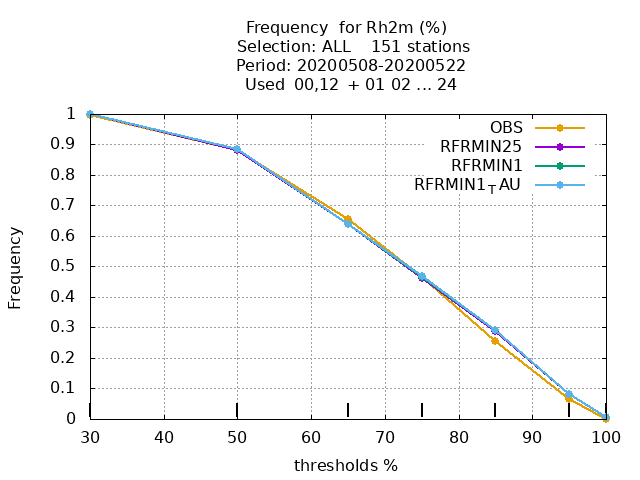 Frequency for Rh2m (%)
Selection: ALL 151 stations
Period: 20200508-20200522
Used 00,12 + 01 02 ... 24
OBS
RFRMIN25
RFRMIN1
RFRMIN1TAU
1
0.9
0.8
0.7
0.6
0.5
0.4
0.3
0.2
0.1
0
Frequency
30 40 50 60 70 80 90 100
thresholds %